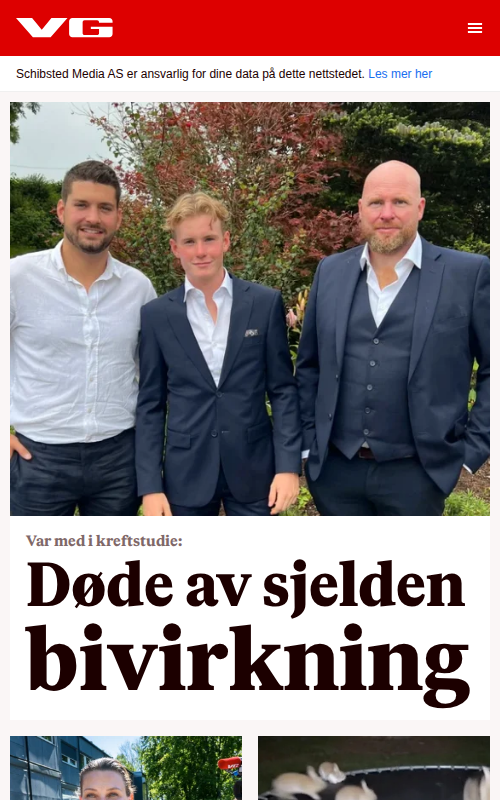 VG
Schibsted Media AS er ansvarlig for dine data på dette nettstedet. Les mer her
Var med i kreftstudie:
Døde av sjelden
bivirkning